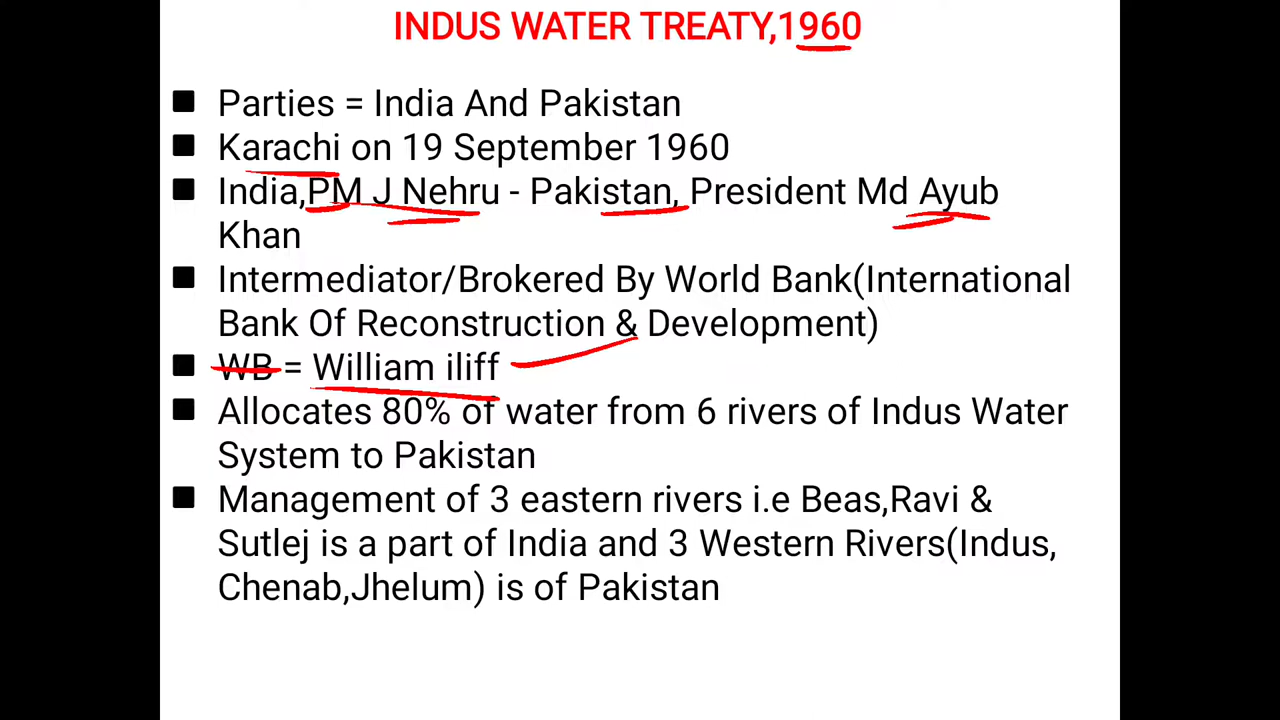 INDUS WATER TREATY,1960
■ Parties = India And Pakistan
■ Karachi on 19 September 1960
■ India,PM J Nehru - Pakistan, President Md Ayub
Khan
■ Intermediator/Brokered By World Bank(International
Bank Of Reconstruction & Development)
■ WB = William iliff
■ Allocates 80% of water from 6 rivers of Indus Water
System to Pakistan
■ Management of 3 eastern rivers i.e Beas,Ravi &
Sutlej is a part of India and 3 Western Rivers(Indus,
Chenab,Jhelum) is of Pakistan